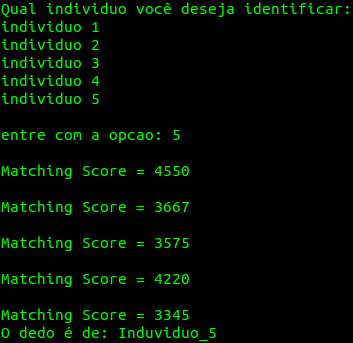 Qual individuo você deseja identificar:
individuo 1
individuo 2
individuo 3
individuo 4
individuo 5
entre com a opcao: 5
Matching Score = 4550
Matching Score = 3667
Matching Score = 3575
Matching Score = 4220
Matching Score = 3345
O dedo é de: Induviduo_5